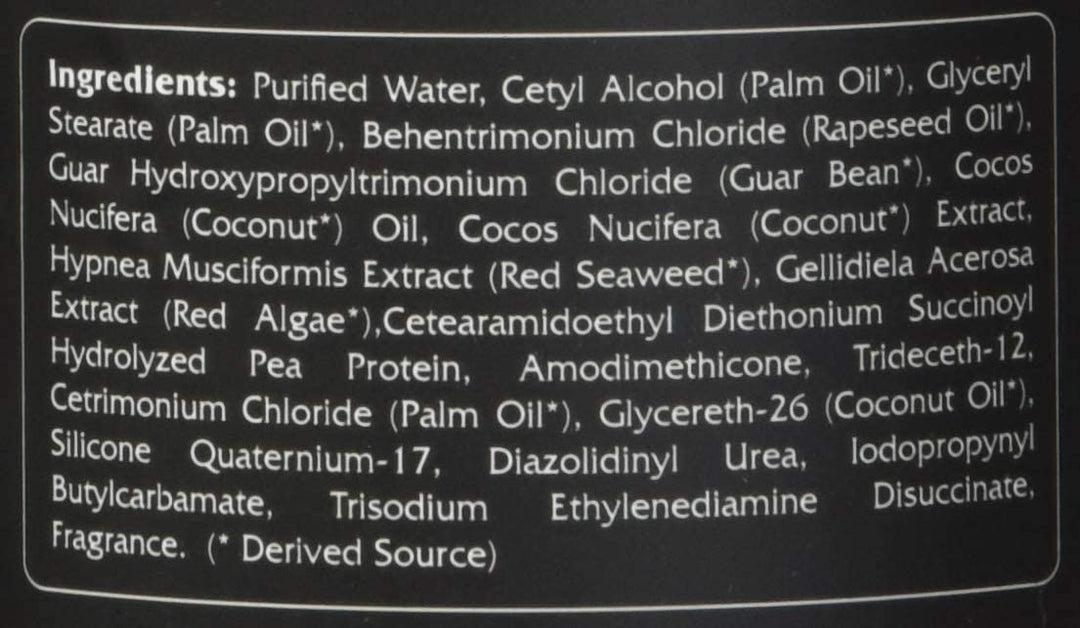 Ingredients: Purified Water, Cetyl Alcohol (Palm Oil*), Glyceryl
Stearate (Palm Oil*), Behentrimonium Chloride (Rapeseed Oil*),
Guar Hydroxypropyltrimonium Chloride (Guar Bean*), Cocos
Nucifera (Coconut*) Oil, Cocos Nucifera (Coconut*) Extract,
Hypnea Musciformis Extract (Red Seaweed*), Gellidiela Acerosa
Extract (Red Algae*),Cetearamidoethyl Diethonium Succinoyl
Hydrolyzed Pea Protein, Amodimethicone, Trideceth-12,
Cetrimonium Chloride (Palm Oil*), Glycereth-26 (Coconut Oil*),
Silicone Quaternium-17, Diazolidinyl Urea, Iodopropynyl
Butylcarbamate, Trisodium Ethylenediamine Disuccinate,
Fragrance. (* Derived Source)